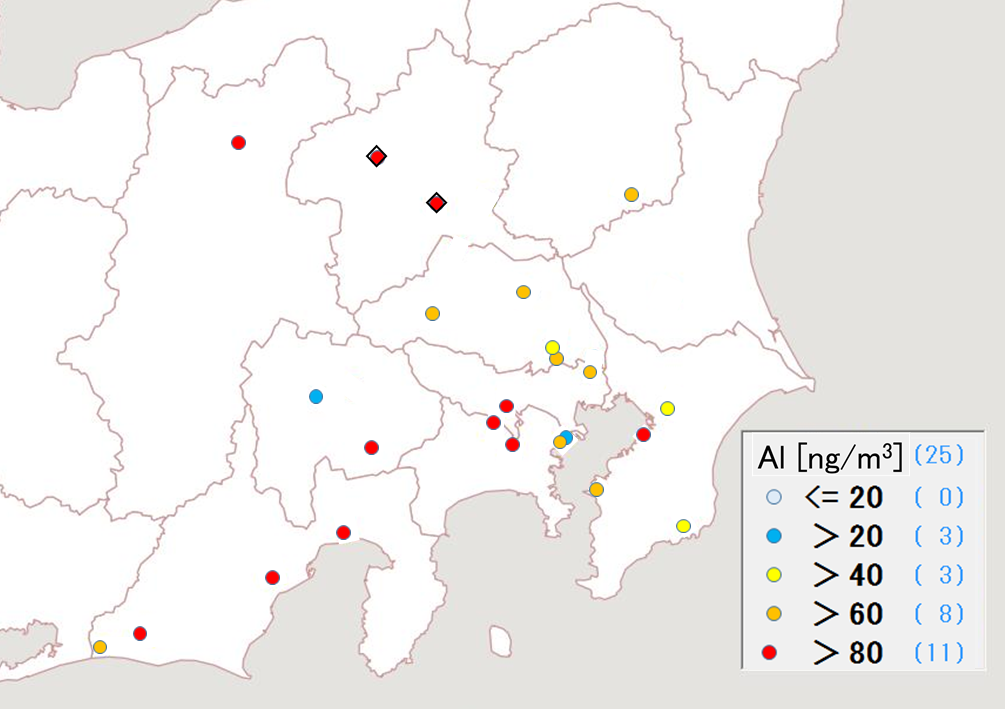 Al [ng/m³] (25)
<= 20 ( 0)
> 20 ( 3)
> 40 ( 3)
> 60 ( 8)
> 80 (11)